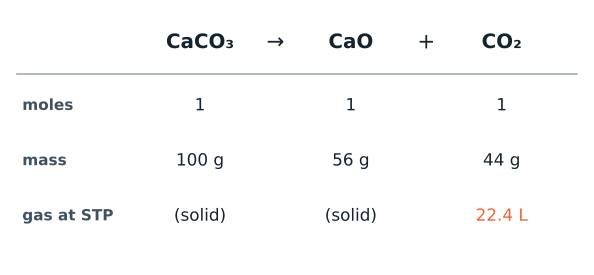 CaCO₃ → CaO + CO₂
moles 1 1 1
mass 100 g 56 g 44 g
gas at STP (solid) (solid) 22.4 L